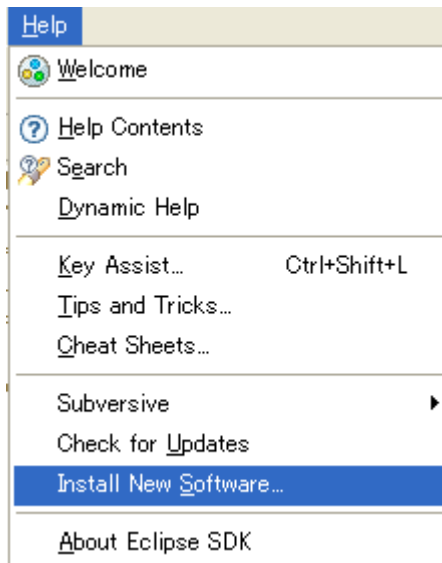 Help
Welcome
Help Contents
Search
Dynamic Help
Key Assist... Ctrl+Shift+L
Tips and Tricks...
Cheat Sheets...
Subversive
Check for Updates
Install New Software...
About Eclipse SDK